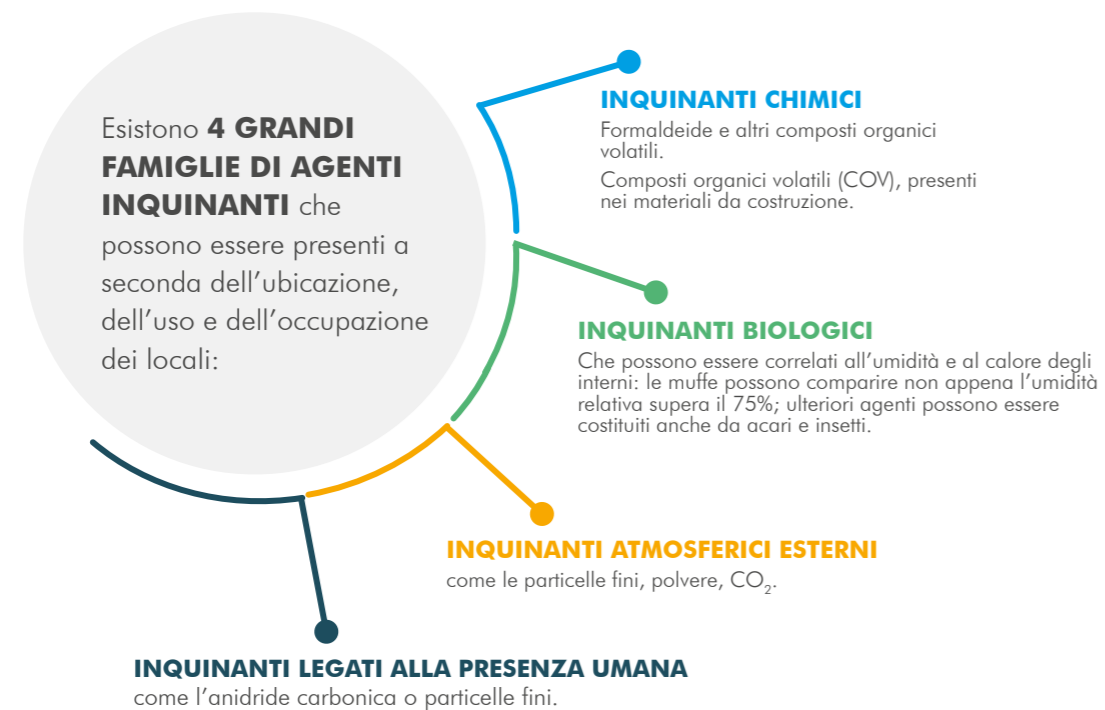 Esistono 4 GRANDI
FAMIGLIE DI AGENTI
INQUINANTI che
possono essere presenti a
seconda dell’ubicazione,
dell’uso e dell’occupazione
dei locali:
INQUINANTI CHIMICI
Formaldeide e altri composti organici
volatili.
Composti organici volatili (COV), presenti
nei materiali da costruzione.
INQUINANTI BIOLOGICI
Che possono essere correlati all’umidità e al calore degli
interni: le muffe possono comparire non appena l’umidità
relativa supera il 75%; ulteriori agenti possono essere
costituiti anche da acari e insetti.
INQUINANTI ATMOSFERICI ESTERNI
come le particelle fini, polvere, CO₂.
INQUINANTI LEGATI ALLA PRESENZA UMANA
come l’anidride carbonica o particelle fini.